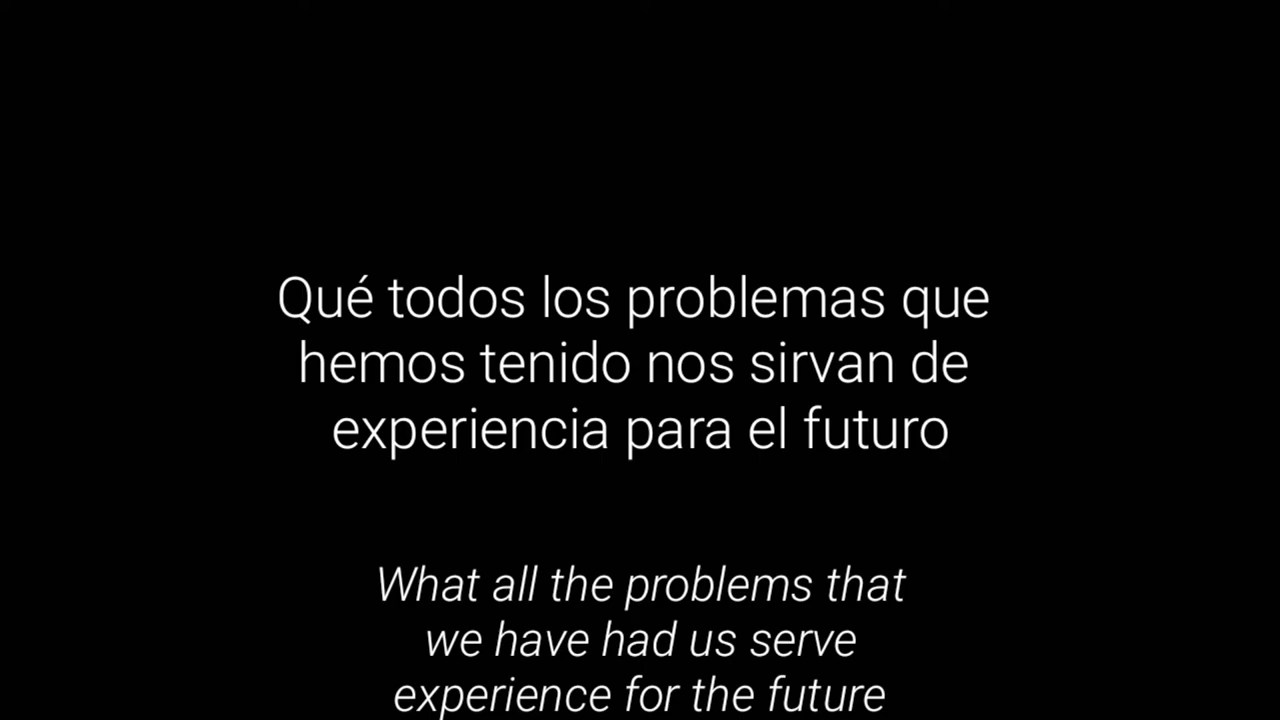 Qué todos los problemas que
hemos tenido nos sirvan de
experiencia para el futuro
What all the problems that
we have had us serve
experience for the future